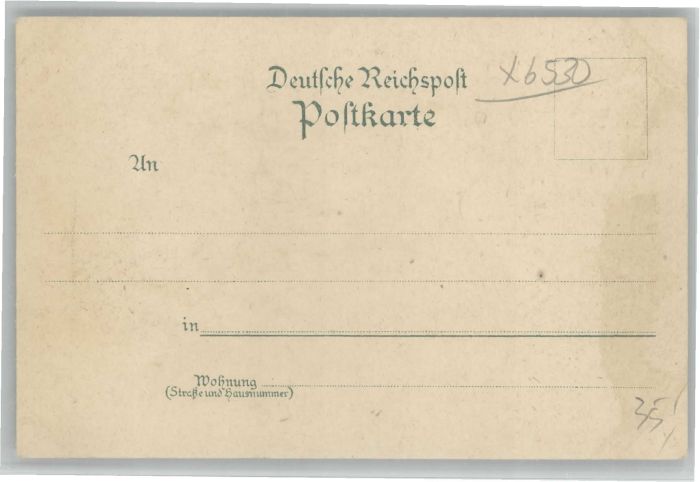 Deutſche Reichspoſt
X6530
Poſtkarte
An
in
Wohnung
(Straße und Hausnummer)